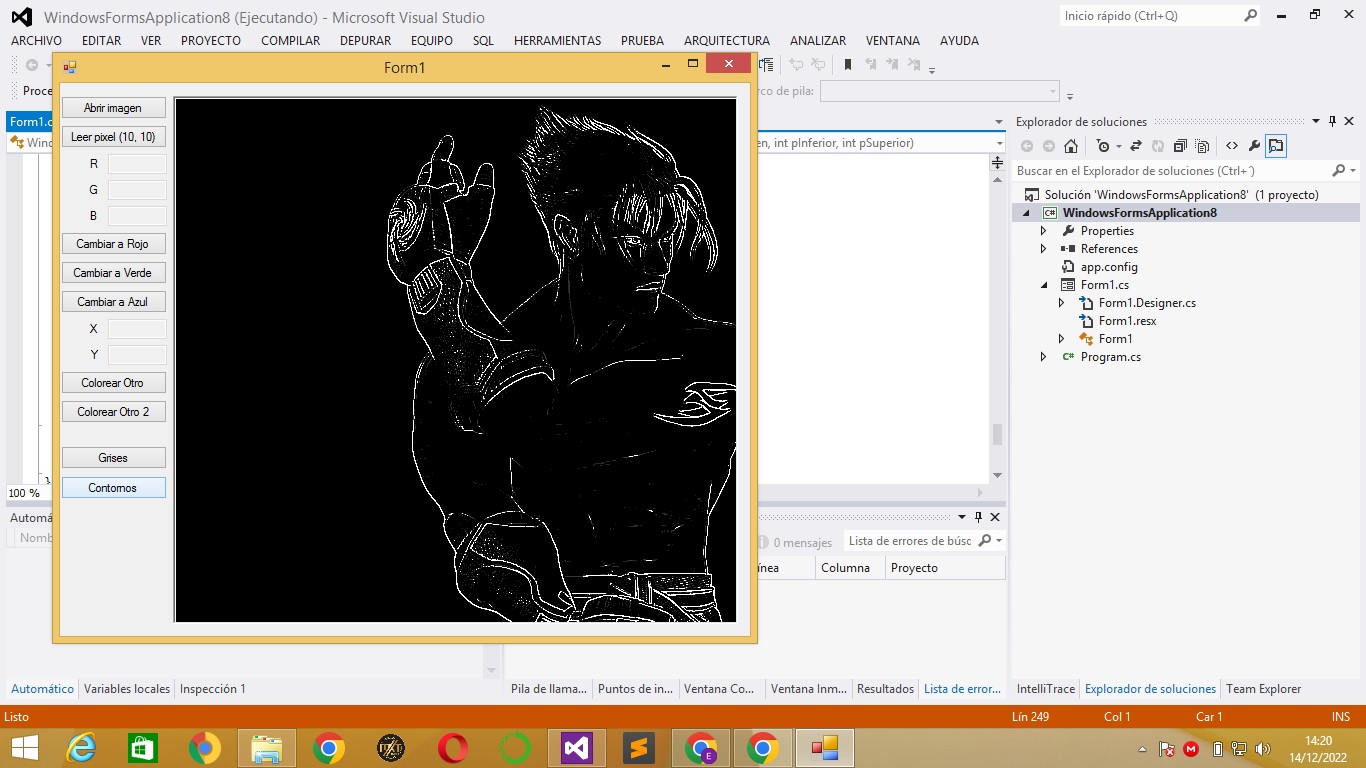 WindowsFormsApplication8 (Ejecutando) - Microsoft Visual Studio
Inicio rápido (Ctrl+Q)
ARCHIVO EDITAR VER PROYECTO COMPILAR DEPURAR EQUIPO SQL HERRAMIENTAS PRUEBA ARQUITECTURA ANALIZAR VENTANA AYUDA
Form1
Proce
rco de pila:
Abrir imagen
Leer pixel (10, 10)
R
G
B
Cambiar a Rojo
Cambiar a Verde
Cambiar a Azul
X
Y
Colorear Otro
Colorear Otro 2
Grises
Contornos
Form1.c
Wind
en, int pInferior, int pSuperior)
}
100 %
Automá
Nomb
Explorador de soluciones
Buscar en el Explorador de soluciones (Ctrl+´)
Solución 'WindowsFormsApplication8' (1 proyecto)
C# WindowsFormsApplication8
Properties
References
app.config
Form1.cs
Form1.Designer.cs
Form1.resx
Form1
C# Program.cs
0 mensajes
Lista de errores de búsc
ínea Columna Proyecto
Automático Variables locales Inspección 1
Pila de llama... Puntos de in... Ventana Co... Ventana Inm... Resultados Lista de error...
IntelliTrace Explorador de soluciones Team Explorer
Listo Lín 249 Col 1 Car 1 INS
E
M
14:20
14/12/2022